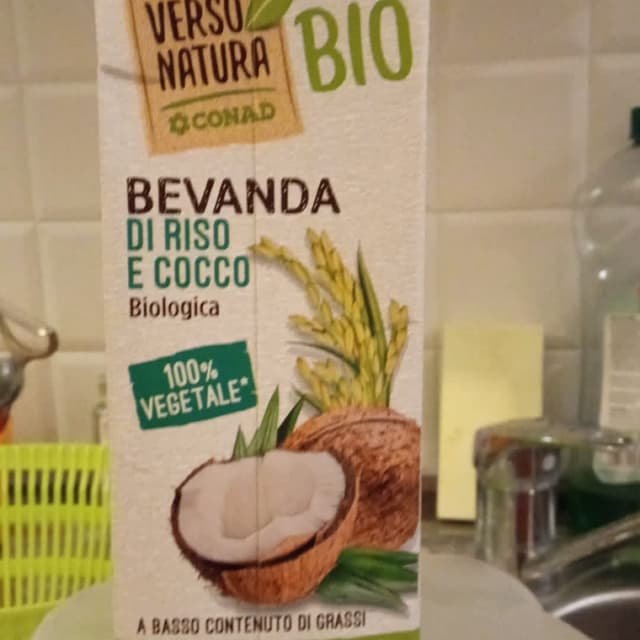 VERSO
NATURA
CONAD
BIO
BEVANDA
DI RISO
E COCCO
Biologica
100%
VEGETALE*
A BASSO CONTENUTO DI GRASSI